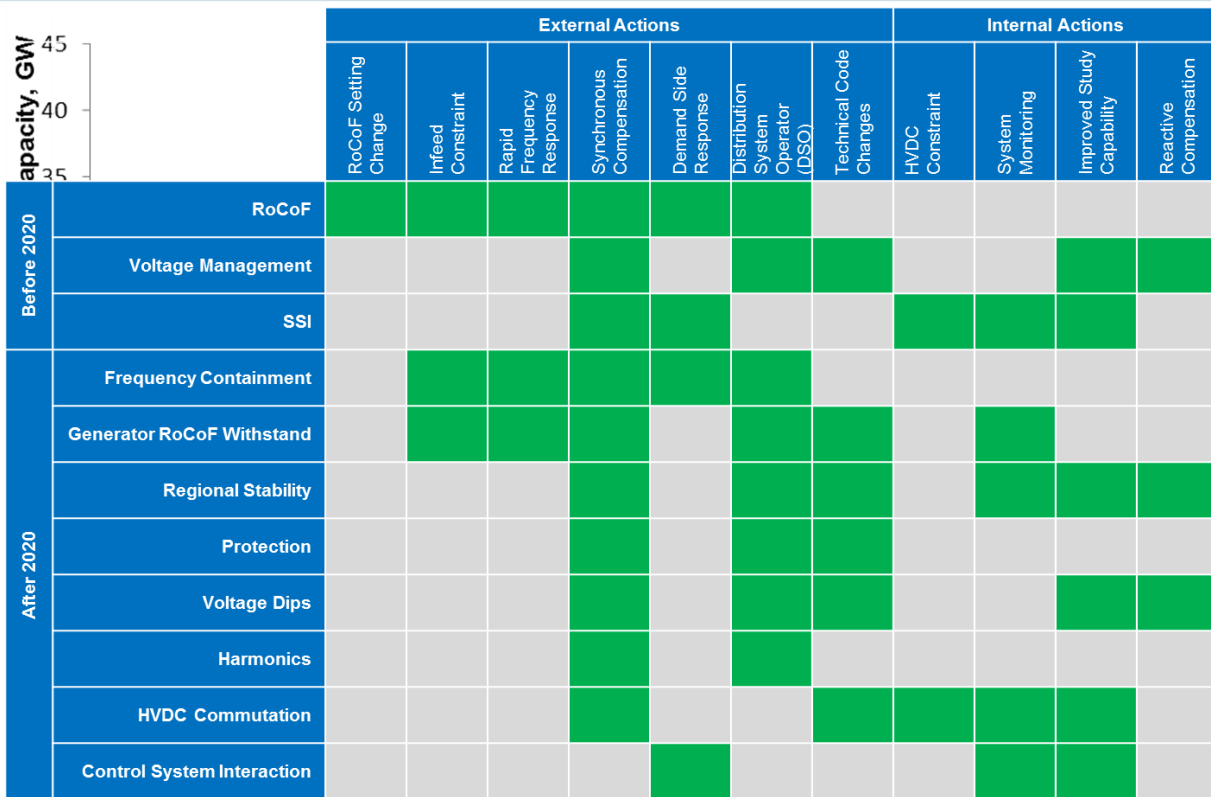 External Actions
Internal Actions
apacity, GW
45
40
35
RoCoF Setting
Change
Infeed
Constraint
Rapid
Frequency
Response
Synchronous
Compensation
Demand Side
Response
Distribution
System
Operator
(DSO)
Technical Code
Changes
HVDC
Constraint
System
Monitoring
Improved Study
Capability
Reactive
Compensation
Before 2020
RoCoF
Voltage Management
SSI
After 2020
Frequency Containment
Generator RoCoF Withstand
Regional Stability
Protection
Voltage Dips
Harmonics
HVDC Commutation
Control System Interaction